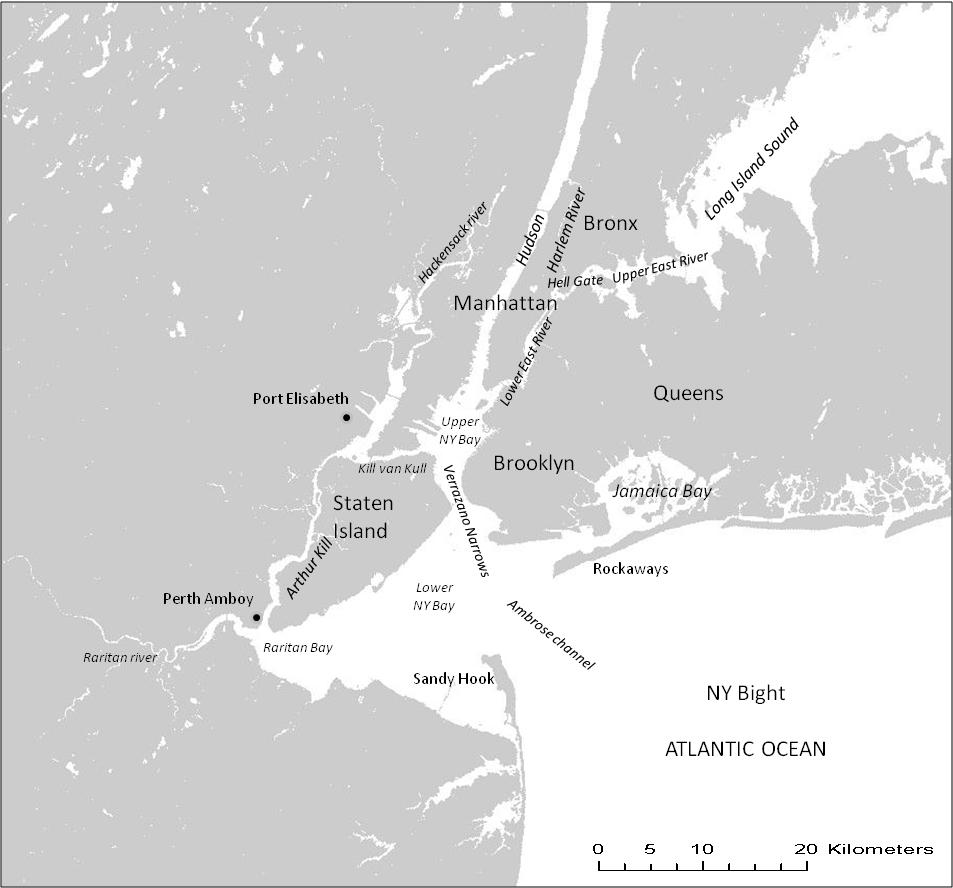 Long Island Sound
Hackensack river
Hudson
Harlem River
Bronx
Hell Gate
Upper East River
Manhattan
Lower East River
Port Elisabeth
Queens
Upper
NY Bay
Kill van Kull
Brooklyn
Verrazano Narrows
Jamaica Bay
Staten
Island
Arthur Kill
Rockaways
Perth Amboy
Lower
NY Bay
Ambrose channel
Raritan river
Raritan Bay
Sandy Hook
NY Bight
ATLANTIC OCEAN
0 5 10 20 Kilometers